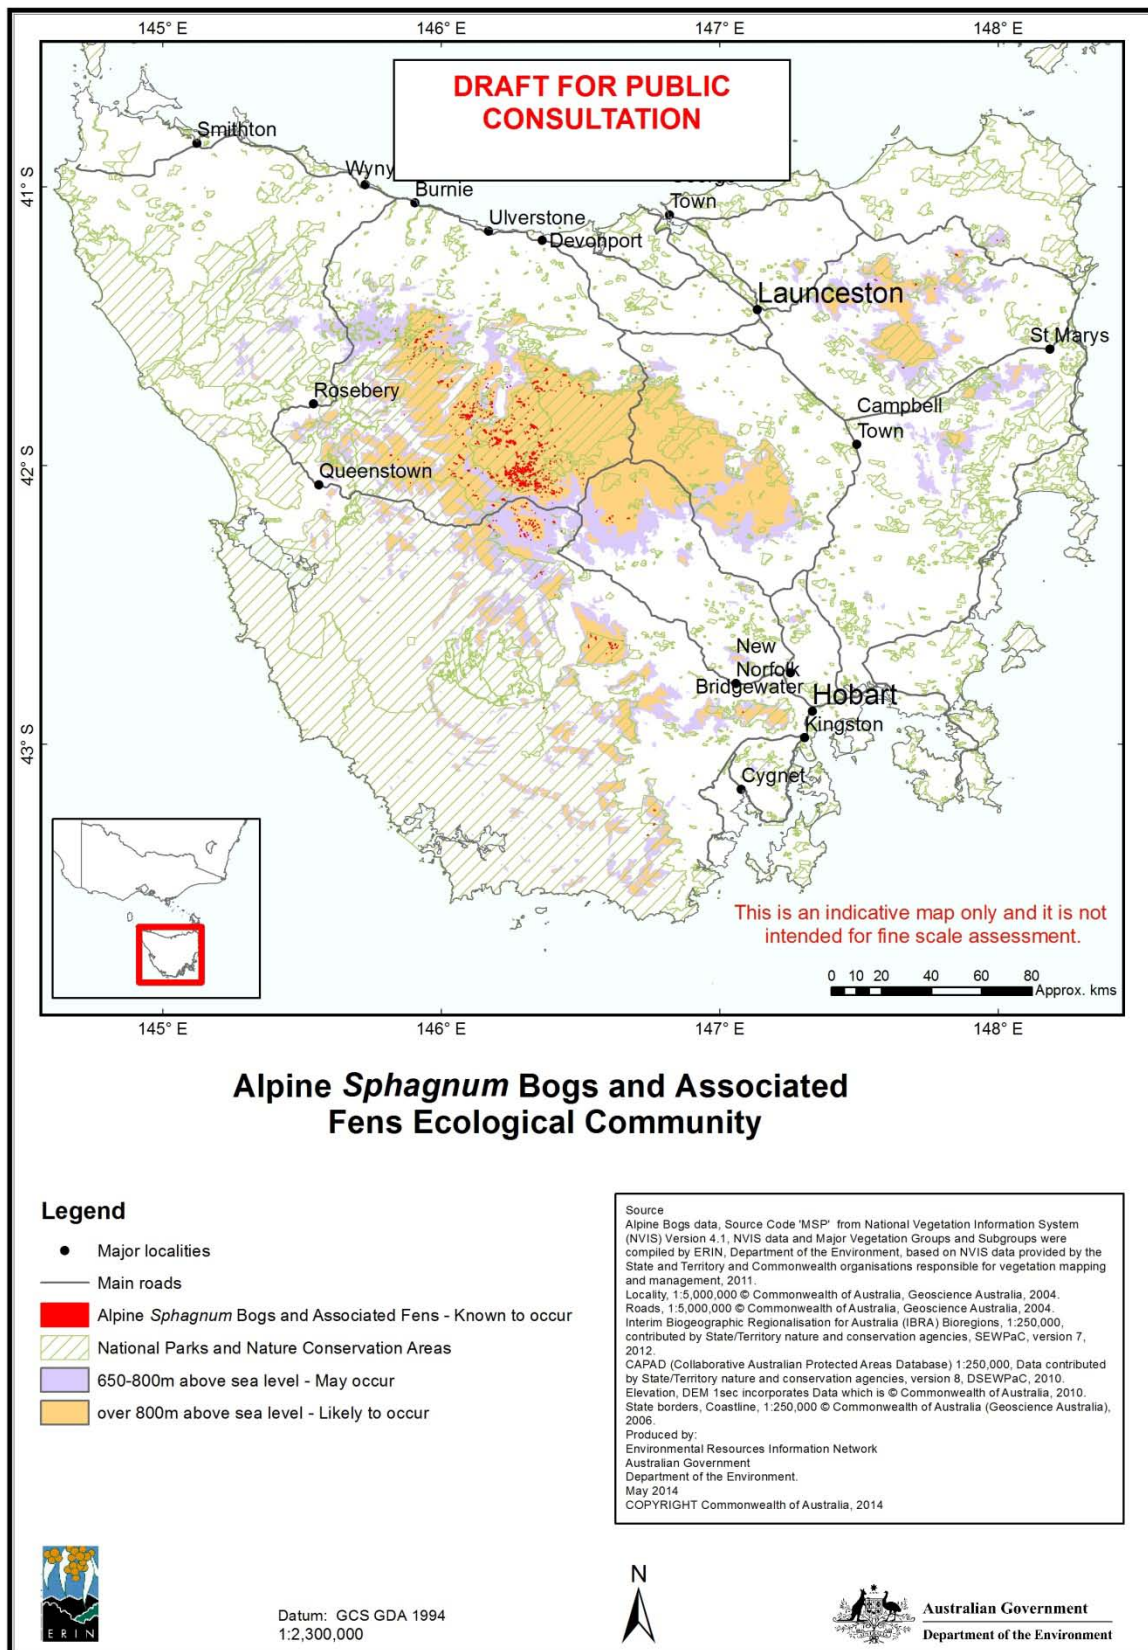 145° E
146° E
147° E
148° E
DRAFT FOR PUBLIC
CONSULTATION
Smithton
Wyny
Burnie
Ulverstone
Devonport
Town
Launceston
St Marys
Rosebery
Campbell
Town
Queenstown
New
Norfolk
Bridgewater
Hobart
Kingston
Cygnet
41° S
42° S
43° S
This is an indicative map only and it is not
intended for fine scale assessment.
0 10 20 40 60 80
Approx. kms
145° E
146° E
147° E
148° E
Alpine Sphagnum Bogs and Associated
Fens Ecological Community
Legend
Major localities
Main roads
Alpine Sphagnum Bogs and Associated Fens - Known to occur
National Parks and Nature Conservation Areas
650-800m above sea level - May occur
over 800m above sea level - Likely to occur
Source
Alpine Bogs data, Source Code 'MSP' from National Vegetation Information System
(NVIS) Version 4.1, NVIS data and Major Vegetation Groups and Subgroups were
compiled by ERIN, Department of the Environment, based on NVIS data provided by the
State and Territory and Commonwealth organisations responsible for vegetation mapping
and management, 2011.
Locality, 1:5,000,000 © Commonwealth of Australia, Geoscience Australia, 2004.
Roads, 1:5,000,000 © Commonwealth of Australia, Geoscience Australia, 2004.
Interim Biogeographic Regionalisation for Australia (IBRA) Bioregions, 1:250,000,
contributed by State/Territory nature and conservation agencies, SEWPaC, version 7,
2012.
CAPAD (Collaborative Australian Protected Areas Database) 1:250,000, Data contributed
by State/Territory nature and conservation agencies, version 8, DSEWPaC, 2010.
Elevation, DEM 1sec incorporates Data which is © Commonwealth of Australia, 2010.
State borders, Coastline, 1:250,000 © Commonwealth of Australia (Geoscience Australia),
2006.
Produced by:
Environmental Resources Information Network
Australian Government
Department of the Environment.
May 2014
COPYRIGHT Commonwealth of Australia, 2014
ERIN
Datum: GCS GDA 1994
1:2,300,000
N
Australian Government
Department of the Environment